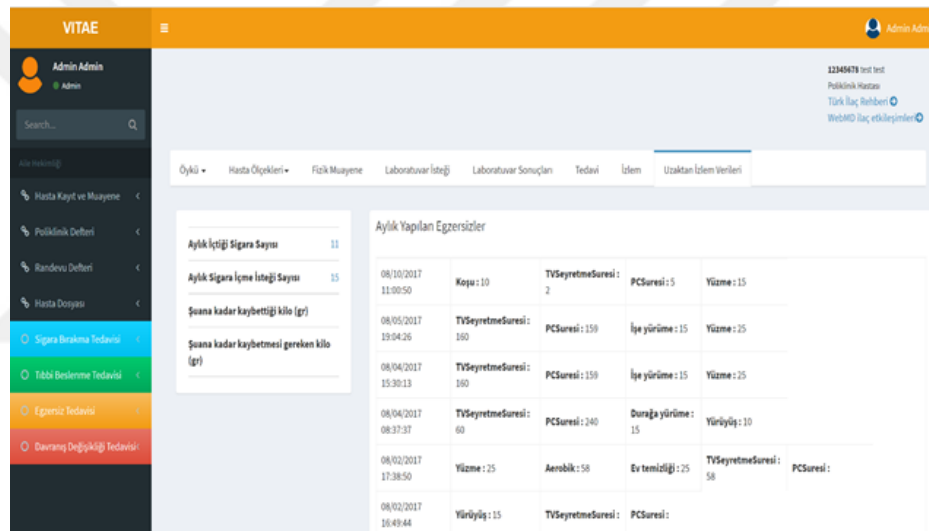 VITAE
Admin Admi
Admin Admin
Admin
Search...
Aile Hekimliği
Hasta Kayıt ve Muayene
Poliklinik Defteri
Randevu Defteri
Hasta Dosyası
Sigara Bırakma Tedavisi
Tıbbi Beslenme Tedavisi
Egzersiz Tedavisi
Davranış Değişikliği Tedavisi
12345678 test test
Poliklinik Hastası
Türk İlaç Rehberi
WebMD ilaç etkileşimleri
Öykü Hasta Ölçekleri Fizik Muayene Laboratuvar İsteği Laboratuvar Sonuçları Tedavi İzlem Uzaktan İzlem Verileri
Aylık İçtiği Sigara Sayısı 11
Aylık Sigara İçme İsteği Sayısı 15
Şuana kadar kaybettiği kilo (gr)
Şuana kadar kaybetmesi gereken kilo
(gr)
Aylık Yapılan Egzersizler
08/10/2017 Koşu : 10 TVSeyretmeSuresi : PCSuresi : 5 Yüzme : 15
11:00:50 2
08/05/2017 TVSeyretmeSuresi : PCSuresi : 159 İşe yürüme : 15 Yüzme : 25
19:04:26 160
08/04/2017 TVSeyretmeSuresi : PCSuresi : 159 İşe yürüme : 15 Yüzme : 25
15:30:13 160
08/04/2017 TVSeyretmeSuresi : PCSuresi : 240 Durağa yürüme : Yürüyüş : 10
08:37:37 60 15
08/02/2017 Yüzme : 25 Aerobik : 58 Ev temizliği : 25 TVSeyretmeSuresi : PCSuresi :
17:38:50 58
08/02/2017 Yürüyüş : 15 TVSeyretmeSuresi : PCSuresi :
16:49:44